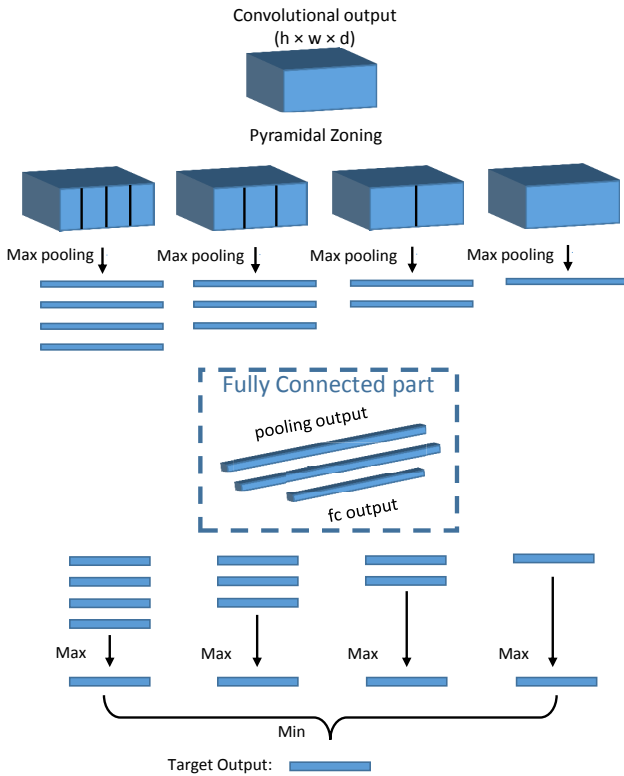 Convolutional output
(h × w × d)
Pyramidal Zoning
Max pooling Max pooling Max pooling Max pooling
Fully Connected part
pooling output
fc output
Max Max Max Max
Min
Target Output: